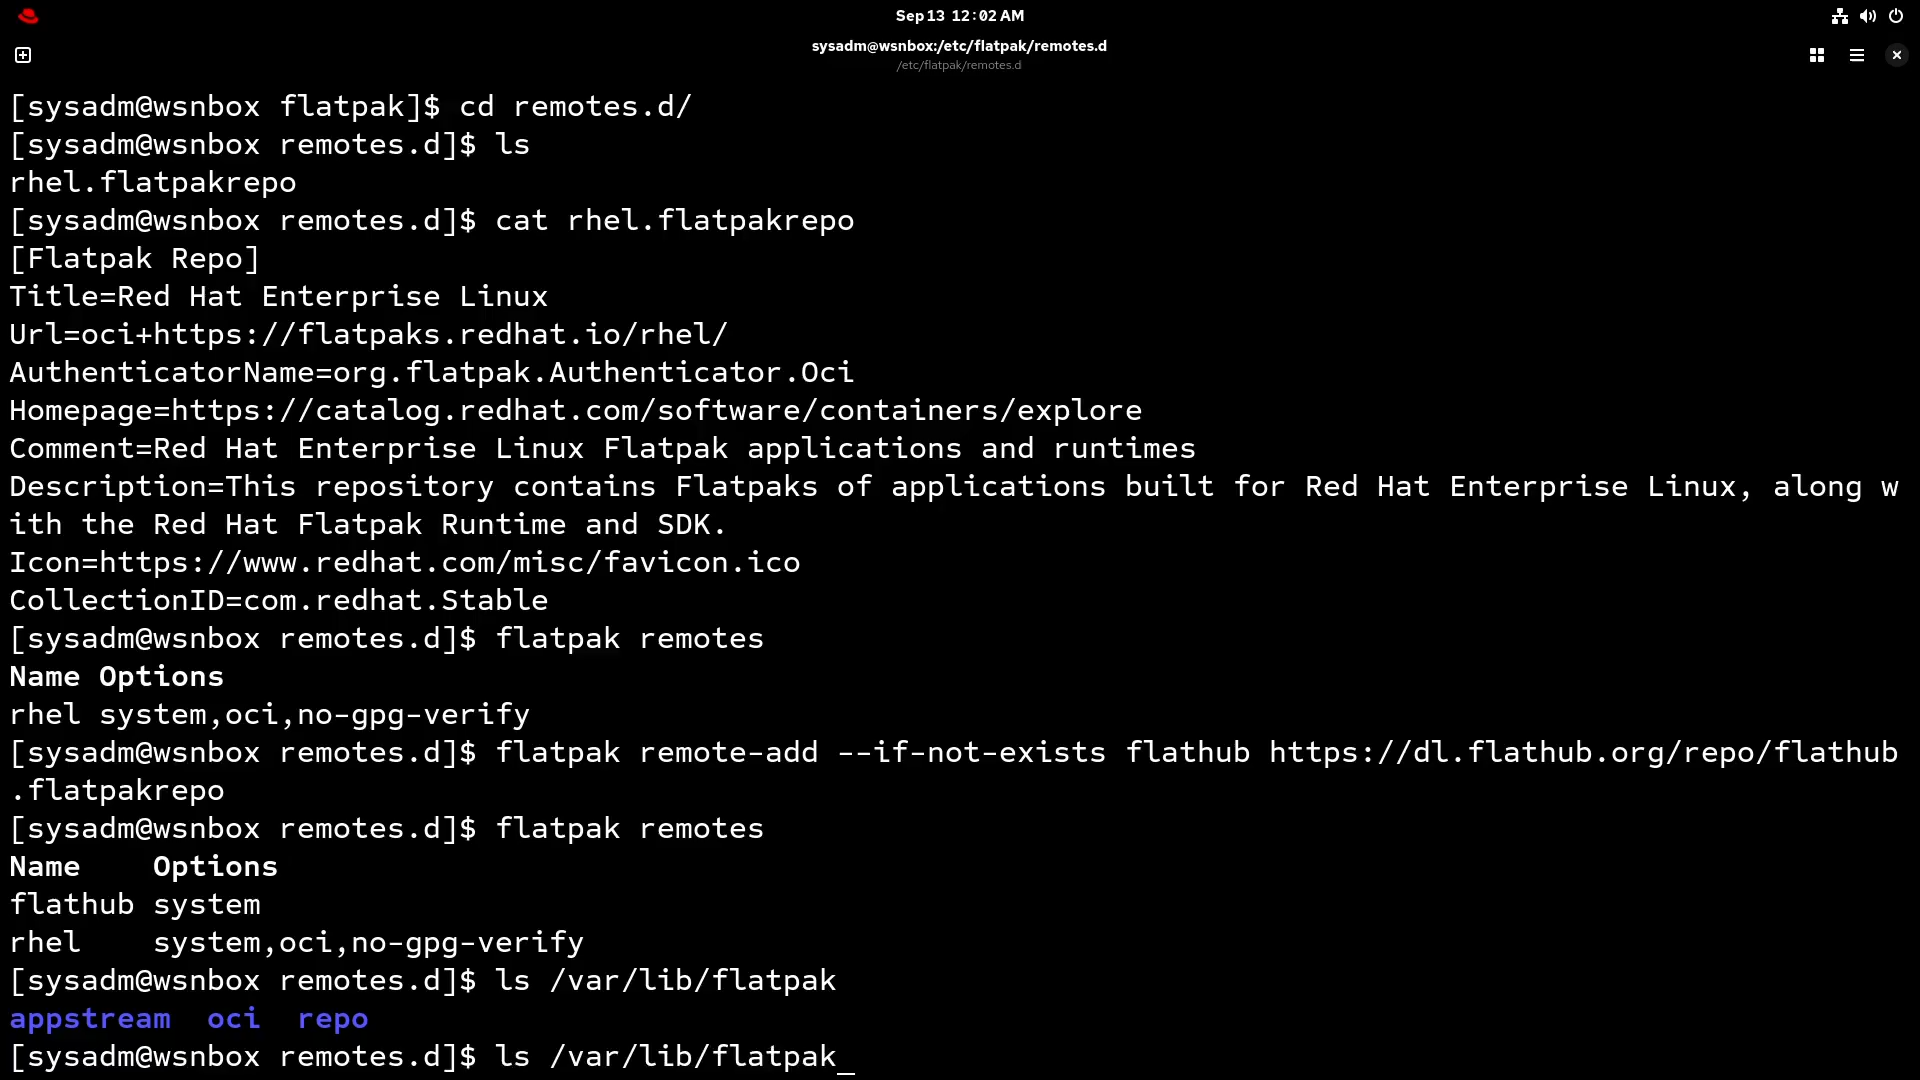 Sep 13 12:02 AM
sysadm@wsnbox:/etc/flatpak/remotes.d
/etc/flatpak/remotes.d
[sysadm@wsnbox flatpak]$ cd remotes.d/
[sysadm@wsnbox remotes.d]$ ls
rhel.flatpakrepo
[sysadm@wsnbox remotes.d]$ cat rhel.flatpakrepo
[Flatpak Repo]
Title=Red Hat Enterprise Linux
Url=oci+https://flatpaks.redhat.io/rhel/
AuthenticatorName=org.flatpak.Authenticator.Oci
Homepage=https://catalog.redhat.com/software/containers/explore
Comment=Red Hat Enterprise Linux Flatpak applications and runtimes
Description=This repository contains Flatpaks of applications built for Red Hat Enterprise Linux, along w
ith the Red Hat Flatpak Runtime and SDK.
Icon=https://www.redhat.com/misc/favicon.ico
CollectionID=com.redhat.Stable
[sysadm@wsnbox remotes.d]$ flatpak remotes
Name Options
rhel system,oci,no-gpg-verify
[sysadm@wsnbox remotes.d]$ flatpak remote-add --if-not-exists flathub https://dl.flathub.org/repo/flathub
.flatpakrepo
[sysadm@wsnbox remotes.d]$ flatpak remotes
Name    Options
flathub system
rhel    system,oci,no-gpg-verify
[sysadm@wsnbox remotes.d]$ ls /var/lib/flatpak
appstream  oci  repo
[sysadm@wsnbox remotes.d]$ ls /var/lib/flatpak_